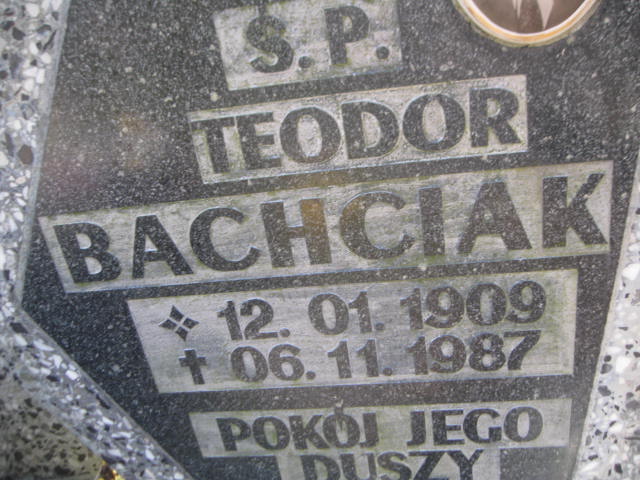 Ś.P.
TEODOR
BACHCIAK
12. 01. 1909
† 06. 11. 1987
POKÓJ JEGO
DUSZY